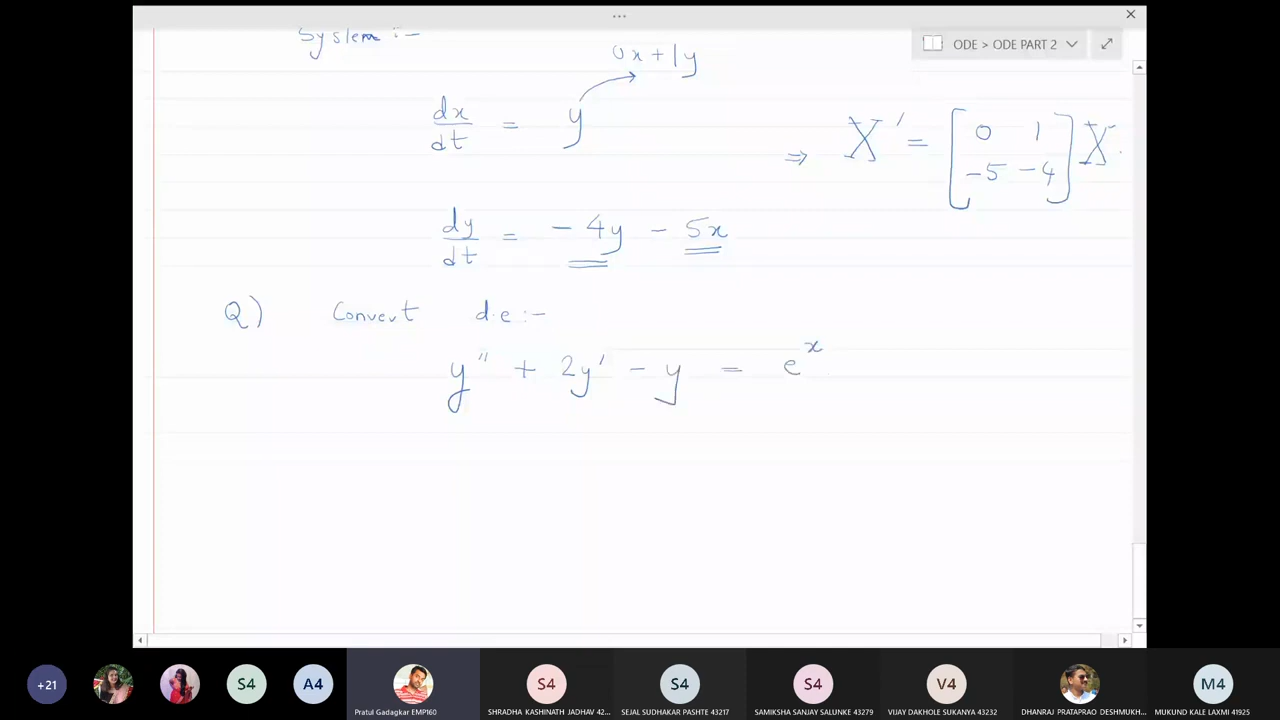 ...
ODE > ODE PART 2
System :-
0x + 1y
dx/dt = y
⇒ X' = [0 1; -5 -4] X
dy/dt = - 4y - 5x
Q) Convert d.e :-
y'' + 2y' - y = e^x
+21
S4
A4
S4
S4
S4
V4
M4
Pratul Gadagkar EMP160
SHRADHA KASHINATH JADHAV 42...
SEJAL SUDHAKAR PASHTE 43217
SAMIKSHA SANJAY SALUNKE 43279
VIJAY DAKHOLE SUKANYA 43232
DHANRAJ PRATAPRAO DESHMUKH...
MUKUND KALE LAXMI 41925